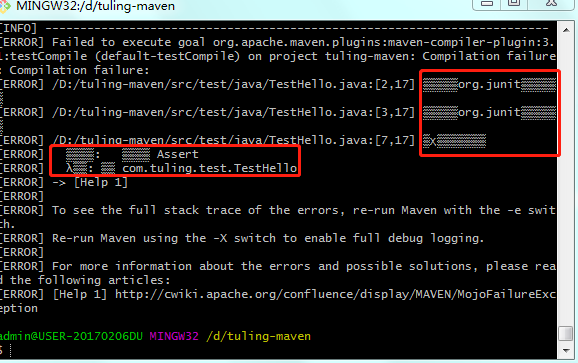 MINGW32:/d/tuling-maven
[INFO] ------------------------------------------------------------------------
[ERROR] Failed to execute goal org.apache.maven.plugins:maven-compiler-plugin:3.
1:testCompile (default-testCompile) on project tuling-maven: Compilation failure
: Compilation failure:
[ERROR] /D:/tuling-maven/src/test/java/TestHello.java:[2,17] org.junit
[ERROR] /D:/tuling-maven/src/test/java/TestHello.java:[3,17] org.junit
[ERROR] /D:/tuling-maven/src/test/java/TestHello.java:[7,17]
[ERROR] : Assert
[ERROR] : com.tuling.test.TestHello
[ERROR] -> [Help 1]
[ERROR]
[ERROR] To see the full stack trace of the errors, re-run Maven with the -e swit
ch.
[ERROR] Re-run Maven using the -X switch to enable full debug logging.
[ERROR]
[ERROR] For more information about the errors and possible solutions, please rea
d the following articles:
[ERROR] [Help 1] http://cwiki.apache.org/confluence/display/MAVEN/MojoFailureExc
eption
admin@USER-20170206DU MINGW32 /d/tuling-maven
$